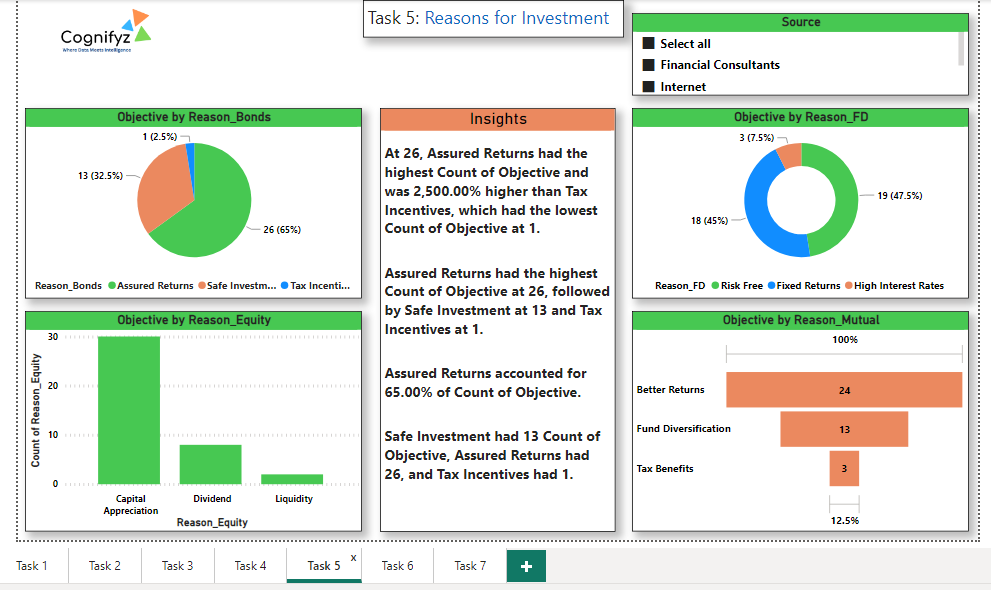 Cognifyz
Where Data Meets Intelligence
Task 5: Reasons for Investment
Source
Select all
Financial Consultants
Internet
Objective by Reason_Bonds
1 (2.5%)
13 (32.5%)
26 (65%)
Reason_Bonds Assured Returns Safe Investm... Tax Incenti...
Insights
At 26, Assured Returns had the
highest Count of Objective and
was 2,500.00% higher than Tax
Incentives, which had the lowest
Count of Objective at 1.
Assured Returns had the highest
Count of Objective at 26, followed
by Safe Investment at 13 and Tax
Incentives at 1.
Assured Returns accounted for
65.00% of Count of Objective.
Safe Investment had 13 Count of
Objective, Assured Returns had
26, and Tax Incentives had 1.
Objective by Reason_FD
3 (7.5%)
19 (47.5%)
18 (45%)
Reason_FD Risk Free Fixed Returns High Interest Rates
Objective by Reason_Equity
Count of Reason_Equity
30
20
10
0
Capital
Appreciation
Dividend
Liquidity
Reason_Equity
Objective by Reason_Mutual
100%
Better Returns 24
Fund Diversification 13
Tax Benefits 3
12.5%
Task 1
Task 2
Task 3
Task 4
Task 5 x
Task 6
Task 7
+